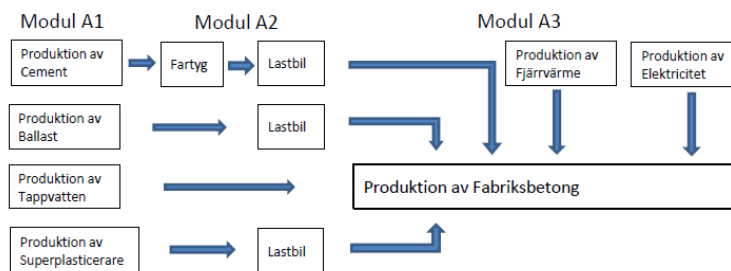 Modul A1
Modul A2
Modul A3
Produktion av
Cement
Fartyg
Lastbil
Produktion av
Fjärrvärme
Produktion av
Elektricitet
Produktion av
Ballast
Lastbil
Produktion av
Tappvatten
Produktion av Fabriksbetong
Produktion av
Superplasticerare
Lastbil